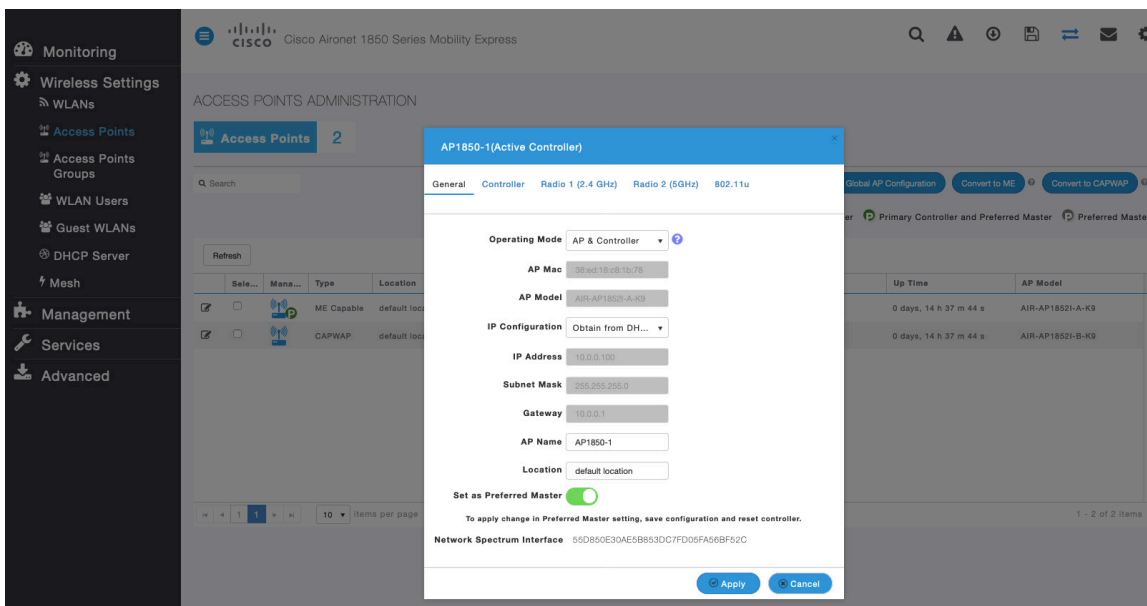 Monitoring
Wireless Settings
WLANs
Access Points
Access Points
Groups
WLAN Users
Guest WLANs
DHCP Server
Mesh
Management
Services
Advanced
CISCO Cisco Aironet 1850 Series Mobility Express
ACCESS POINTS ADMINISTRATION
Access Points 2
Search
Global AP Configuration Convert to ME Convert to CAPWAP
er P Primary Controller and Preferred Master P Preferred Maste
Refresh
Sele... Mana... Type Location Up Time AP Model
P ME Capable default loca 0 days, 14 h 37 m 44 s AIR-AP1852I-A-K9
CAPWAP default loca 0 days, 14 h 37 m 44 s AIR-AP1852I-B-K9
1 1 10 items per page 1 - 2 of 2 items
AP1850-1(Active Controller) ×
General Controller Radio 1 (2.4 GHz) Radio 2 (5GHz) 802.11u
Operating Mode AP & Controller ?
AP Mac 38:ed:18:c8:1b:78
AP Model AIR-AP1852I-A-K9
IP Configuration Obtain from DH...
IP Address 10.0.0.100
Subnet Mask 255.255.255.0
Gateway 10.0.0.1
AP Name AP1850-1
Location default location
Set as Preferred Master
To apply change in Preferred Master setting, save configuration and reset controller.
Network Spectrum Interface 55D850E30AE5B853DC7FD05FA56BF52C
Apply Cancel